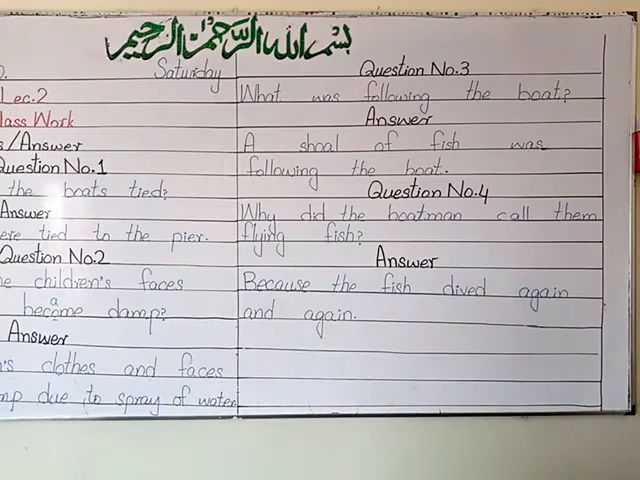 بسم الله الرحمن الرحيم
Saturday
Lec.2
lass Work
s/Answer
Question No.1
the boats tied?
Answer
ere tied to the pier.
Question No.2
children's faces
became damp?
Answer
's clothes and faces
mp due to spray of water
Question No.3
What was following the boat?
Answer
A shoal of fish was
following the boat.
Question No.4
Why did the boatman call them
flying fish?
Answer
Because the fish dived again
and again.